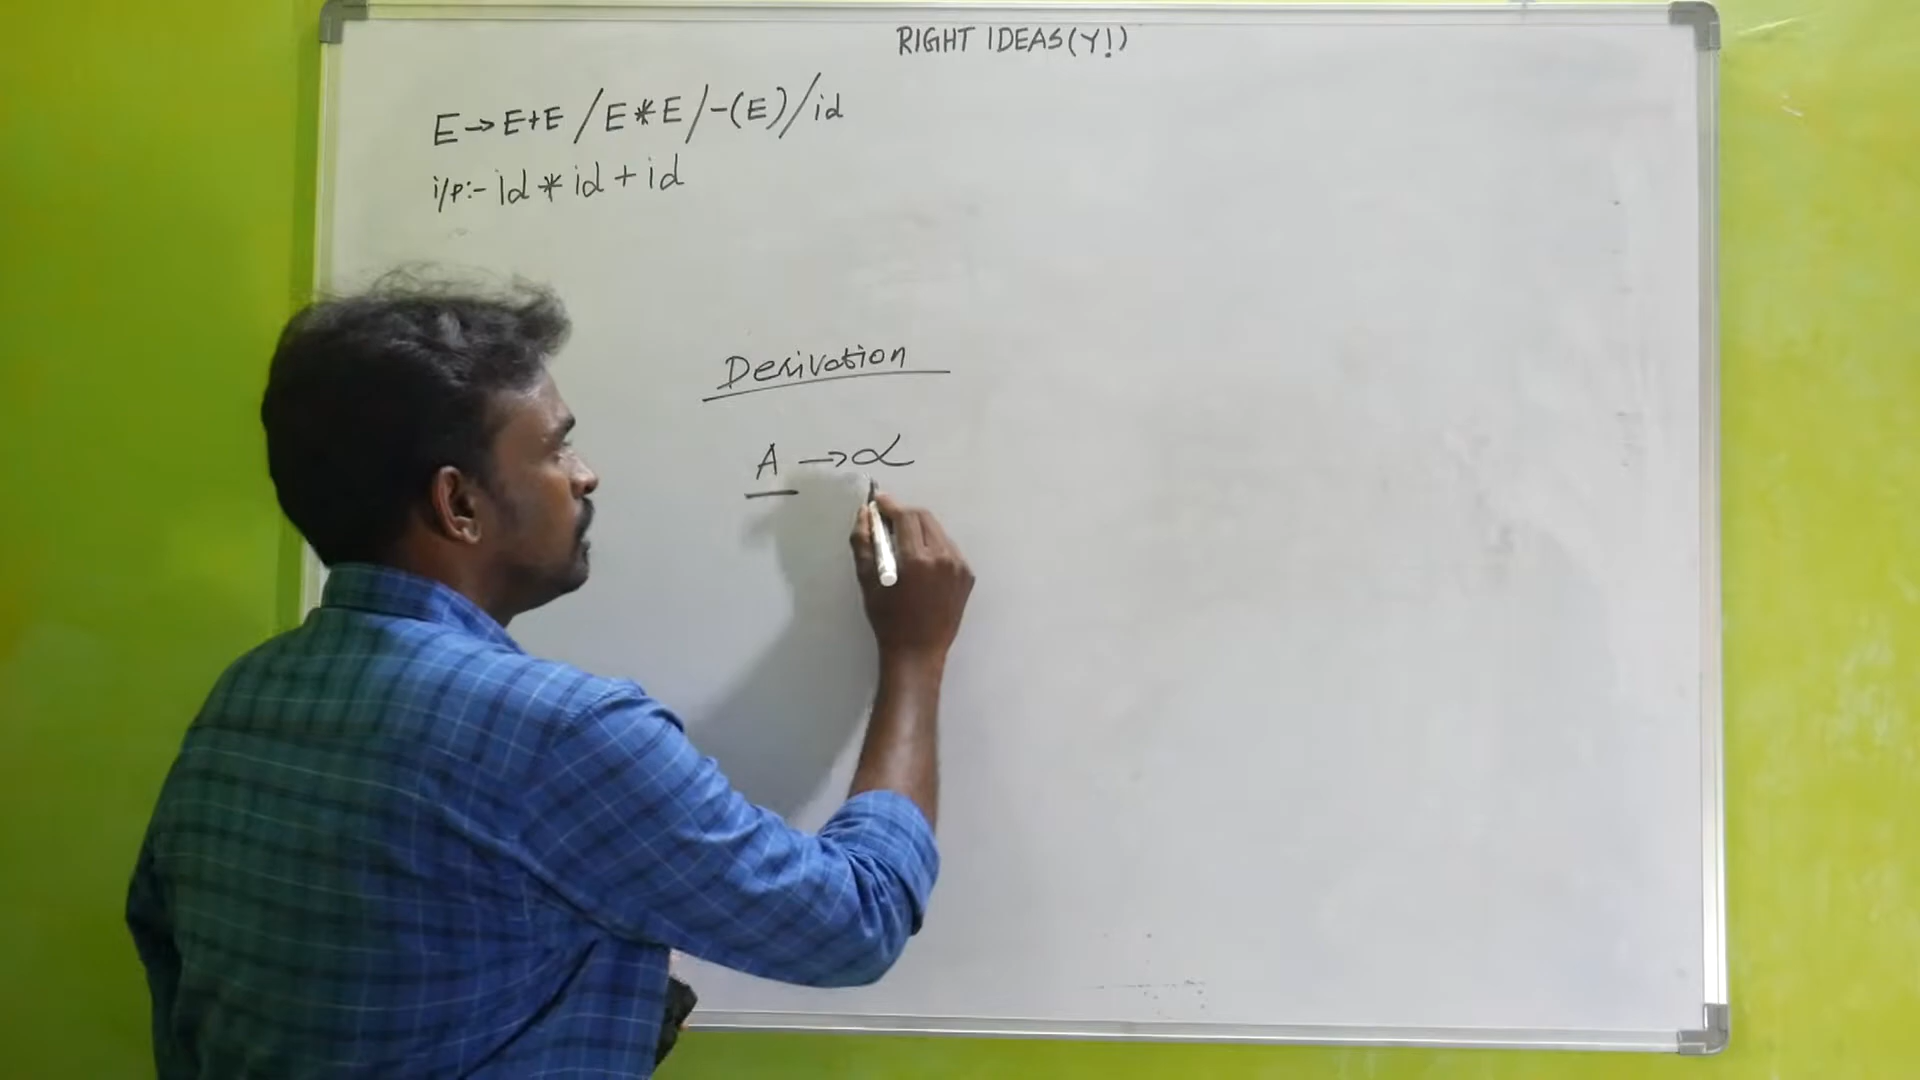 RIGHT IDEAS(Y!)
E→E+E/E*E/-(E)/id
i/p:- id * id + id
Derivation
A → α